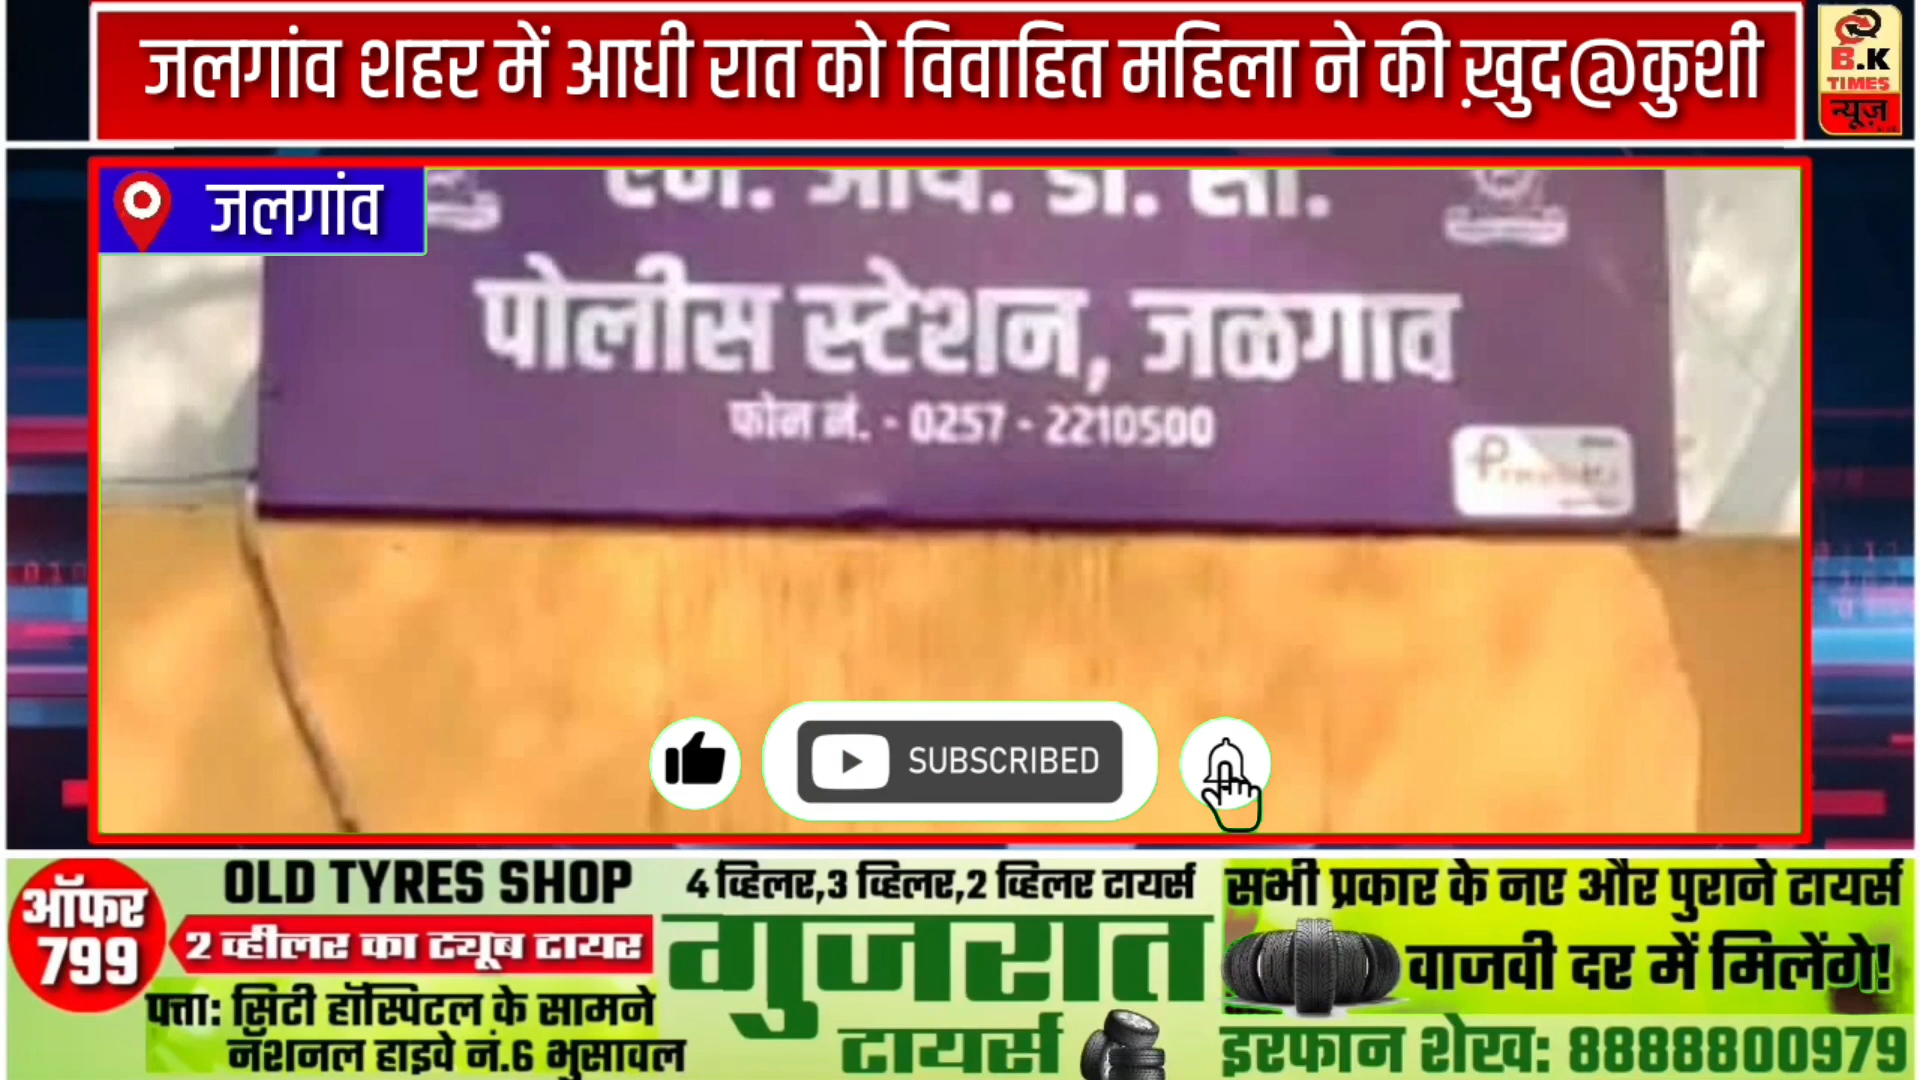 जलगांव शहर में आधी रात को विवाहित महिला ने की ख़ुद@कुशी
B.K
TIMES
न्यूज़
जलगांव
एम. आय. डी. सी.
पोलीस स्टेशन, जळगाव
फोन नं. - 0257 - 2210500
SUBSCRIBED
ऑफर
799
OLD TYRES SHOP
2 व्हीलर का ट्यूब टायर
पत्ता: सिटी हॉस्पिटल के सामने
नॅशनल हाइवे नं.6 भुसावल
4 व्हिलर,3 व्हिलर,2 व्हिलर टायर्स
गुजरात
टायर्स
सभी प्रकार के नए और पुराने टायर्स
वाजवी दर में मिलेंगे!
इरफान शेख: 8888800979